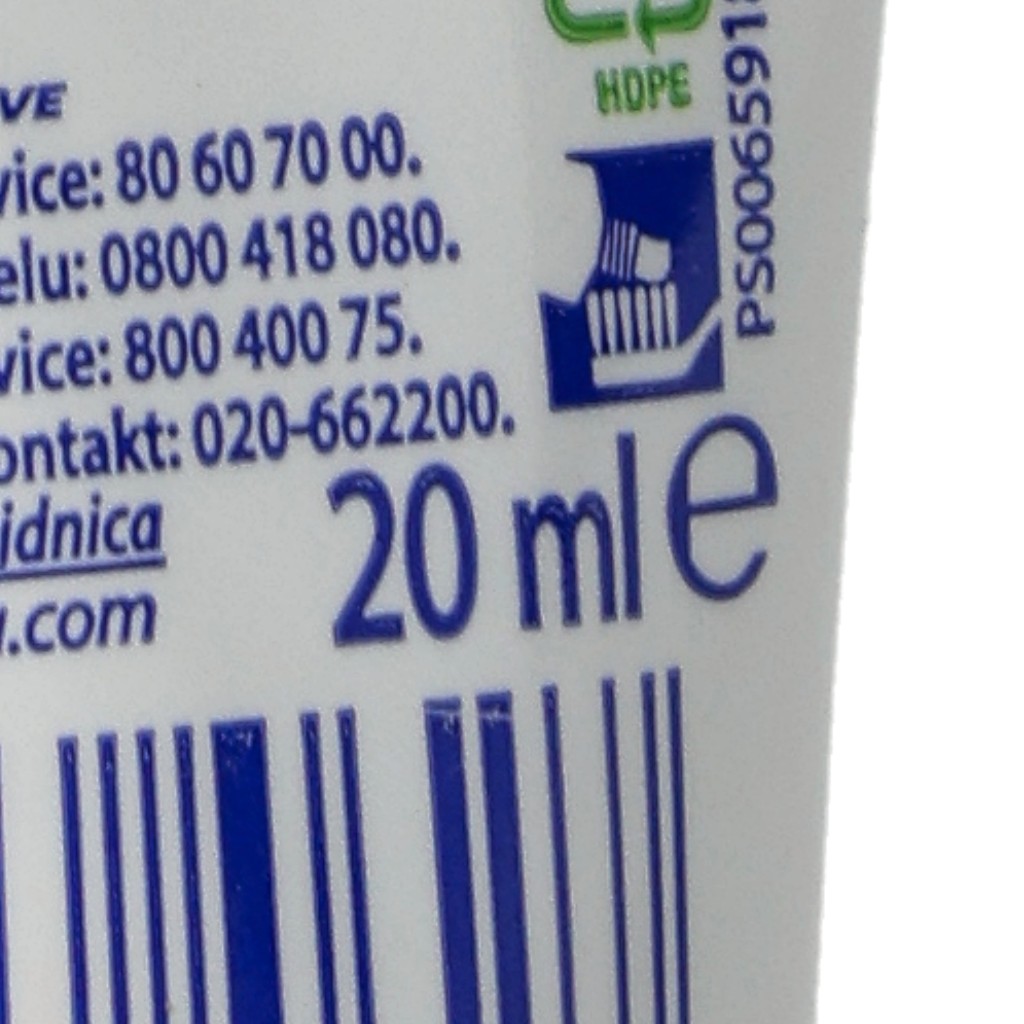 VE
vice: 80 60 70 00.
elu: 0800 418 080.
vice: 800 400 75.
ontakt: 020-662200.
idnica
.com
20 ml e
HDPE
PS0065918